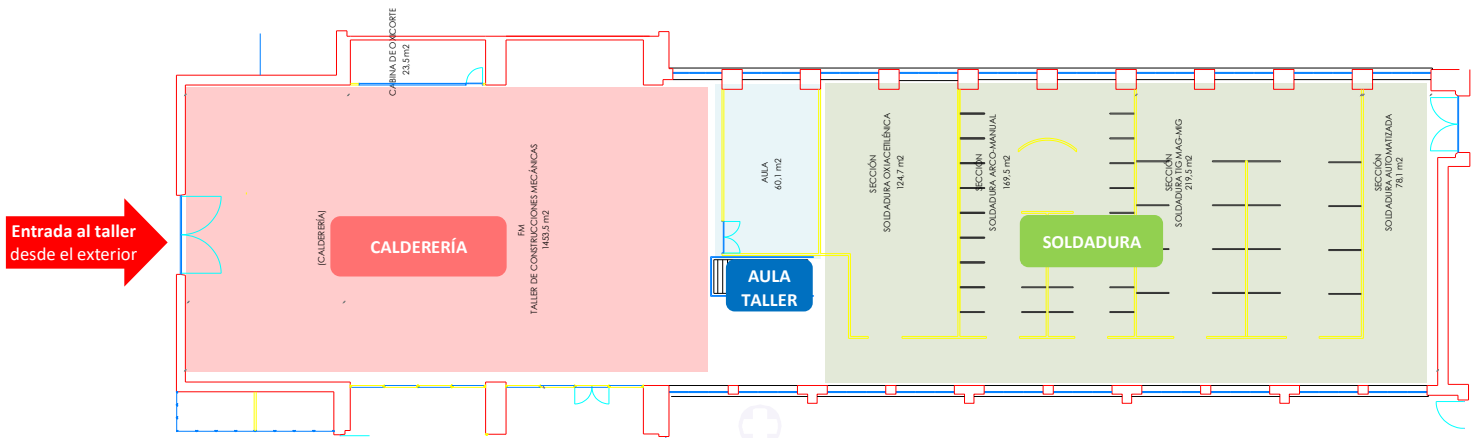 Entrada al taller
desde el exterior
CABINA DE OXICORTE
23,5 m2
(CALDERERÍA)
CALDERERÍA
FM
TALLER DE CONSTRUCCIONES MECÁNICAS
1453,5 m2
AULA
60,1 m2
AULA
TALLER
SECCIÓN
SOLDADURA OXIACETILÉNICA
124,7 m2
SECCIÓN
SOLDADURA ARCO-MANUAL
169,5 m2
SOLDADURA
SECCIÓN
SOLDADURA TIG MAG-MIG
219,5 m2
SECCIÓN
SOLDADURA AUTOMATIZADA
78,1 m2